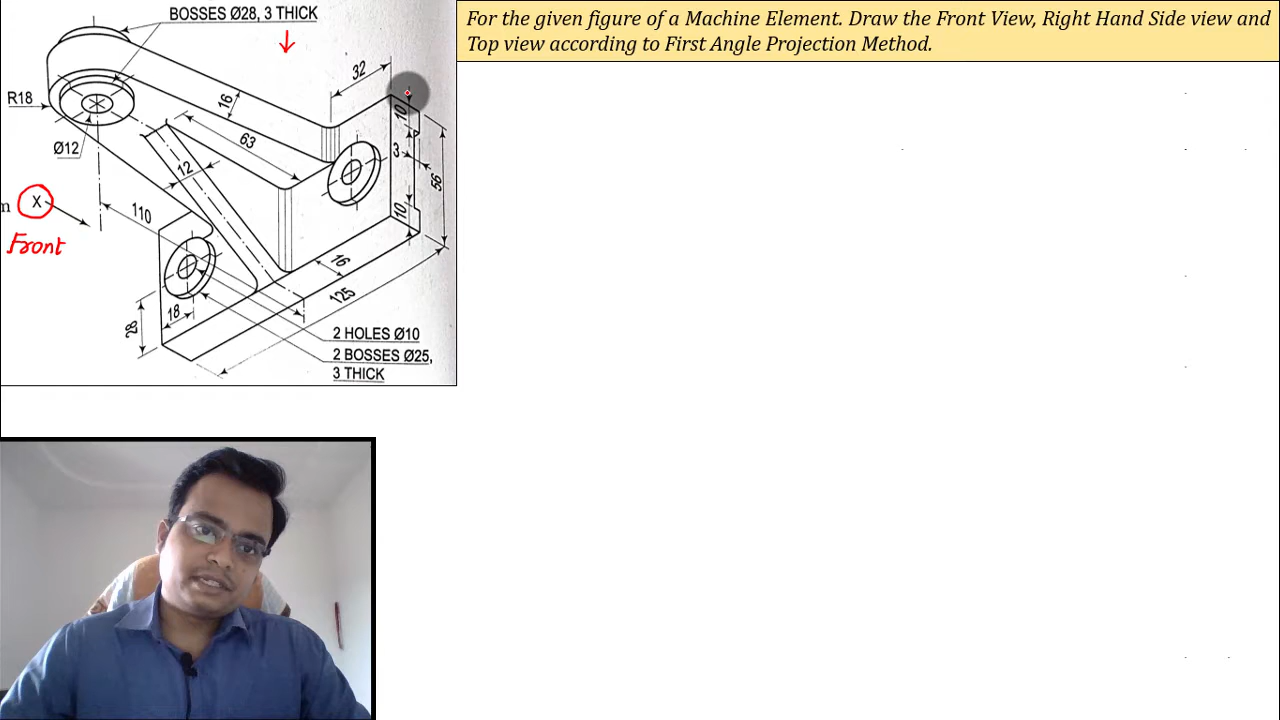 For the given figure of a Machine Element. Draw the Front View, Right Hand Side view and
Top view according to First Angle Projection Method.
BOSSES Ø28, 3 THICK
32
R18
16
10
63
Ø12
3
12
56
X
110
10
Front
16
125
18
28
2 HOLES Ø10
2 BOSSES Ø25,
3 THICK